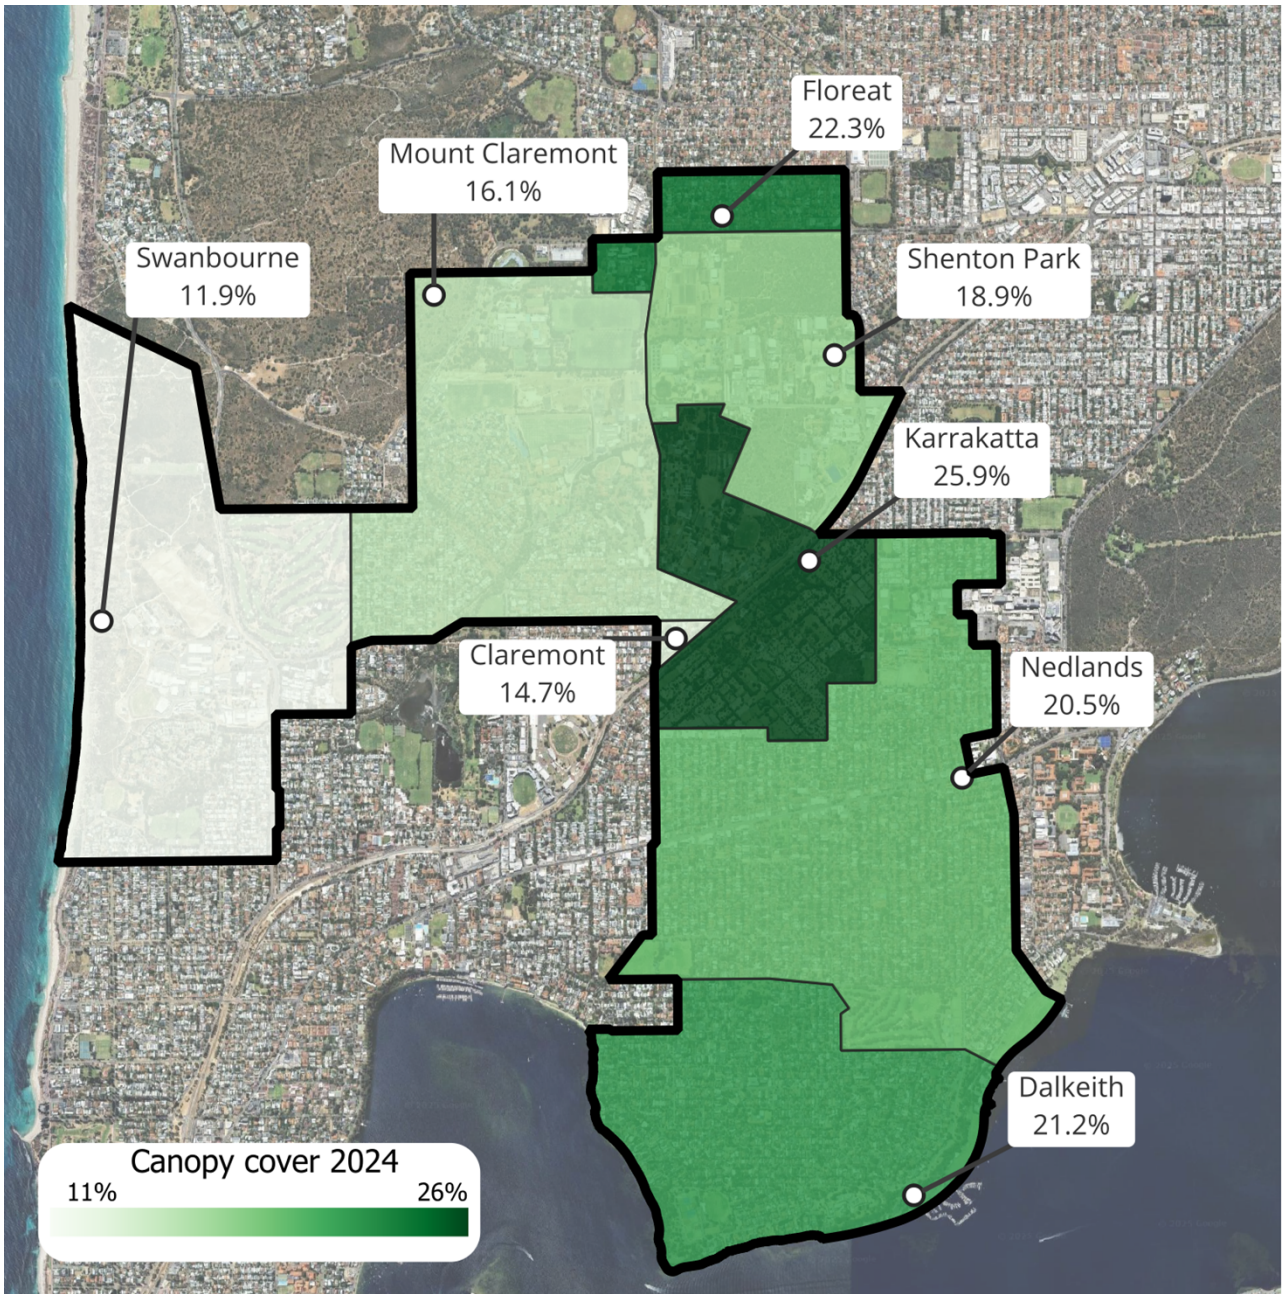 Floreat
22.3%
Mount Claremont
16.1%
Swanbourne
11.9%
Shenton Park
18.9%
Karrakatta
25.9%
Claremont
14.7%
Nedlands
20.5%
Dalkeith
21.2%
Canopy cover 2024
11% 26%